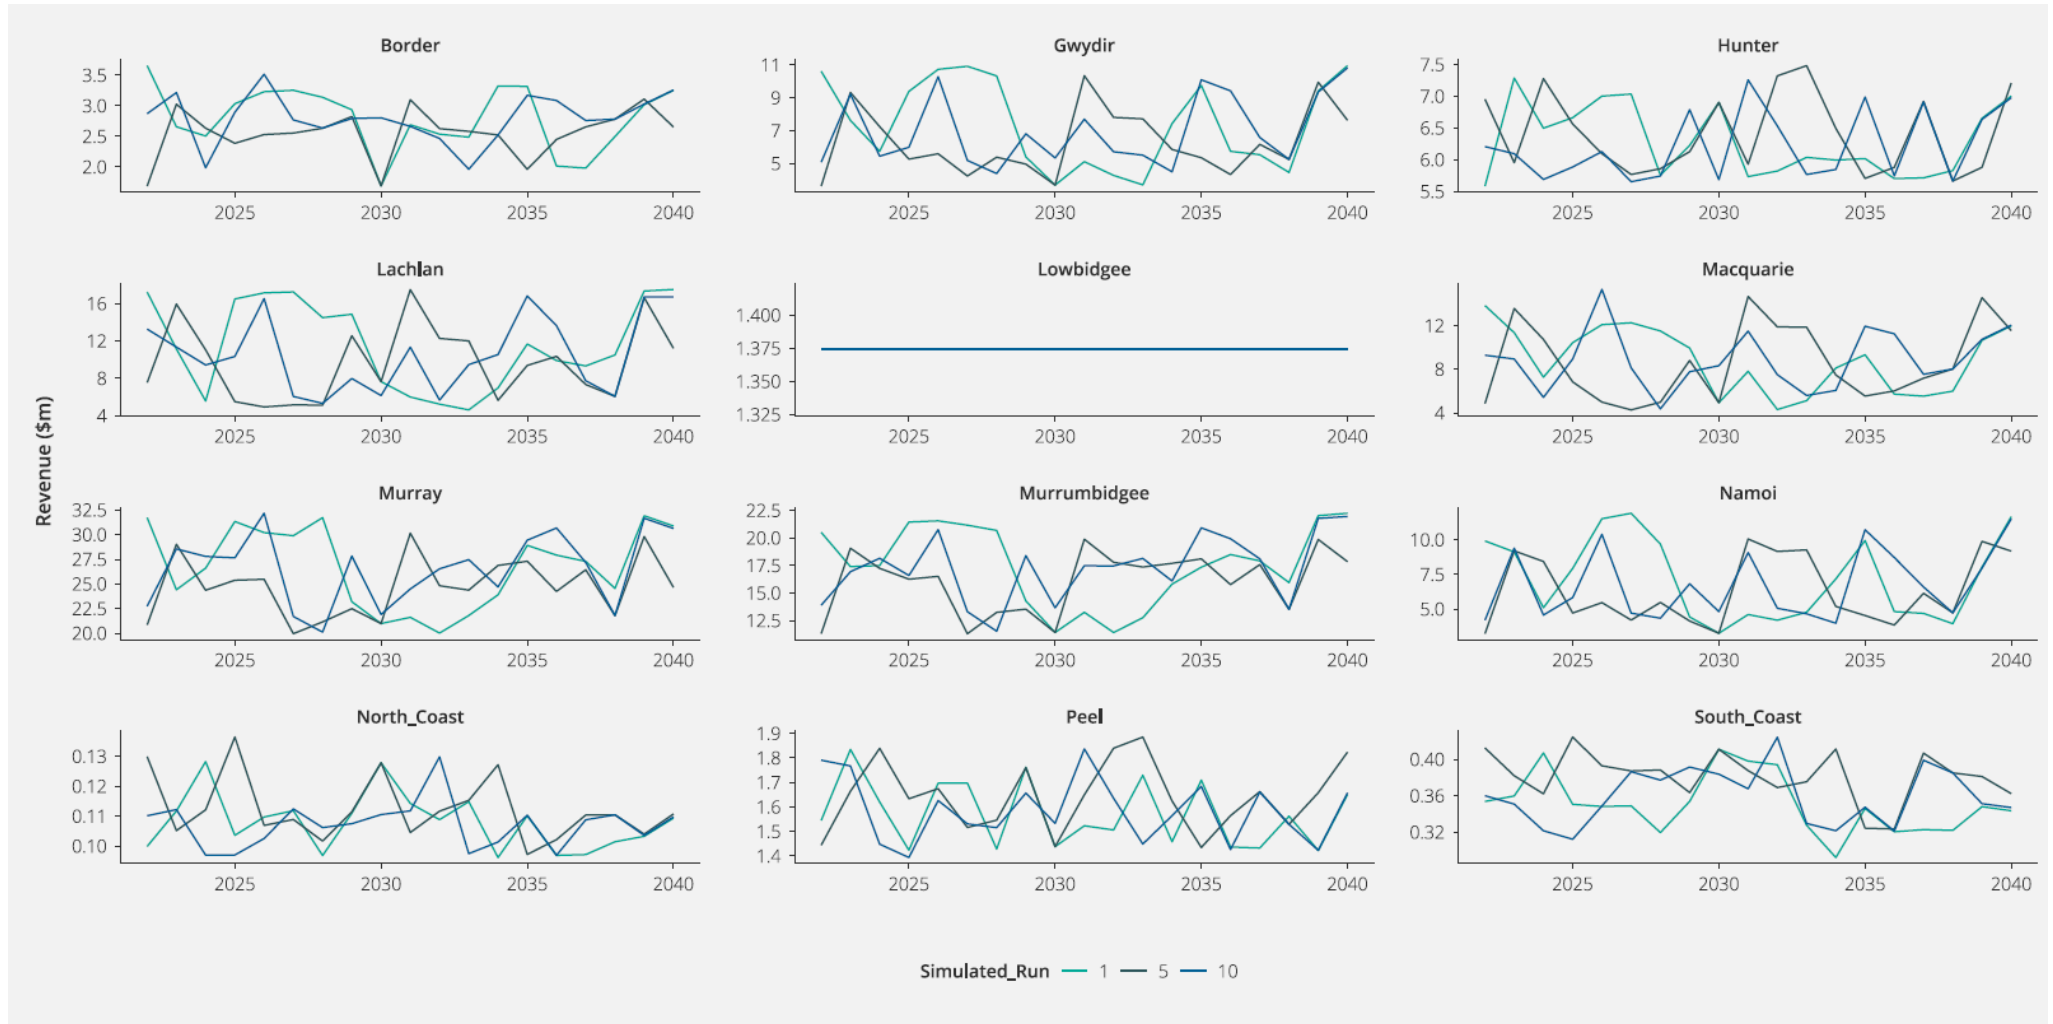 Revenue ($m)
Border
3.5
3.0
2.5
2.0
2025 2030 2035 2040
Gwydir
11
9
7
5
2025 2030 2035 2040
Hunter
7.5
7.0
6.5
6.0
5.5
2025 2030 2035 2040
Lachlan
16
12
8
4
2025 2030 2035 2040
Lowbidgee
1.400
1.375
1.350
1.325
2025 2030 2035 2040
Macquarie
12
8
4
2025 2030 2035 2040
Murray
32.5
30.0
27.5
25.0
22.5
20.0
2025 2030 2035 2040
Murrumbidgee
22.5
20.0
17.5
15.0
12.5
2025 2030 2035 2040
Namoi
10.0
7.5
5.0
2025 2030 2035 2040
North_Coast
0.13
0.12
0.11
0.10
2025 2030 2035 2040
Peel
1.9
1.8
1.7
1.6
1.5
1.4
2025 2030 2035 2040
South_Coast
0.40
0.36
0.32
2025 2030 2035 2040
Simulated_Run 1 5 10